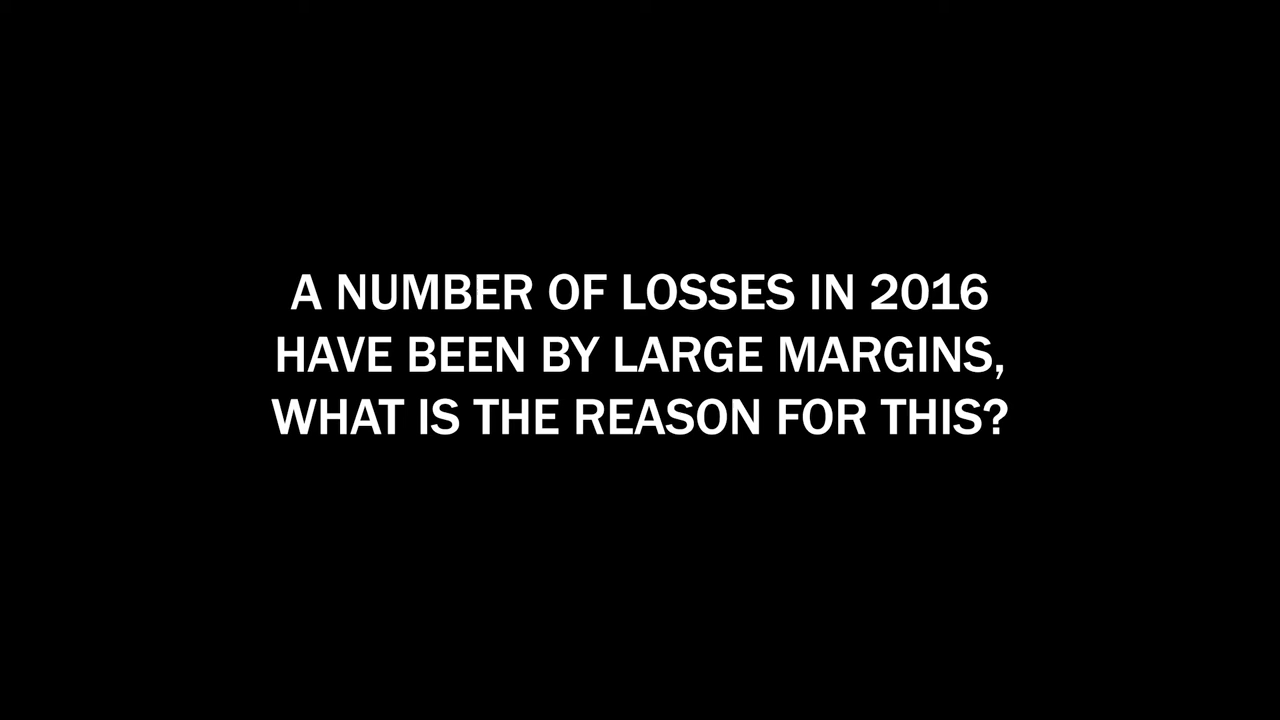 A NUMBER OF LOSSES IN 2016
HAVE BEEN BY LARGE MARGINS,
WHAT IS THE REASON FOR THIS?